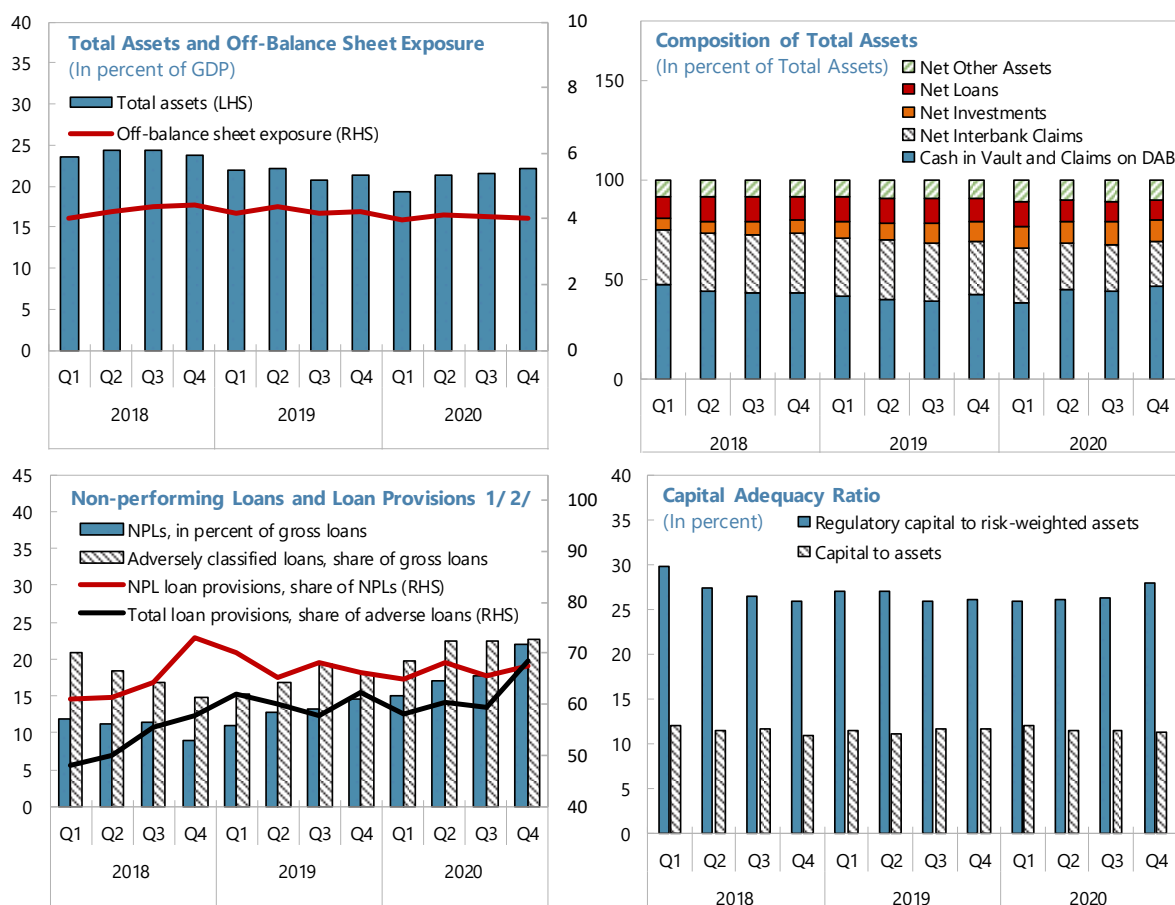 Total Assets and Off-Balance Sheet Exposure
(In percent of GDP)
Total assets (LHS)
Off-balance sheet exposure (RHS)
40
35
30
25
20
15
10
5
0
10
8
6
4
2
0
Q1 Q2 Q3 Q4 Q1 Q2 Q3 Q4 Q1 Q2 Q3 Q4
2018 2019 2020
Composition of Total Assets
(In percent of Total Assets)
Net Other Assets
Net Loans
Net Investments
Net Interbank Claims
Cash in Vault and Claims on DAB
150
100
50
0
Q1 Q2 Q3 Q4 Q1 Q2 Q3 Q4 Q1 Q2 Q3 Q4
2018 2019 2020
Non-performing Loans and Loan Provisions 1/ 2/
NPLs, in percent of gross loans
Adversely classified loans, share of gross loans
NPL loan provisions, share of NPLs (RHS)
Total loan provisions, share of adverse loans (RHS)
45
40
35
30
25
20
15
10
5
0
100
90
80
70
60
50
40
Q1 Q2 Q3 Q4 Q1 Q2 Q3 Q4 Q1 Q2 Q3 Q4
2018 2019 2020
Capital Adequacy Ratio
(In percent)
Regulatory capital to risk-weighted assets
Capital to assets
40
35
30
25
20
15
10
5
0
Q1 Q2 Q3 Q4 Q1 Q2 Q3 Q4 Q1 Q2 Q3 Q4
2018 2019 2020